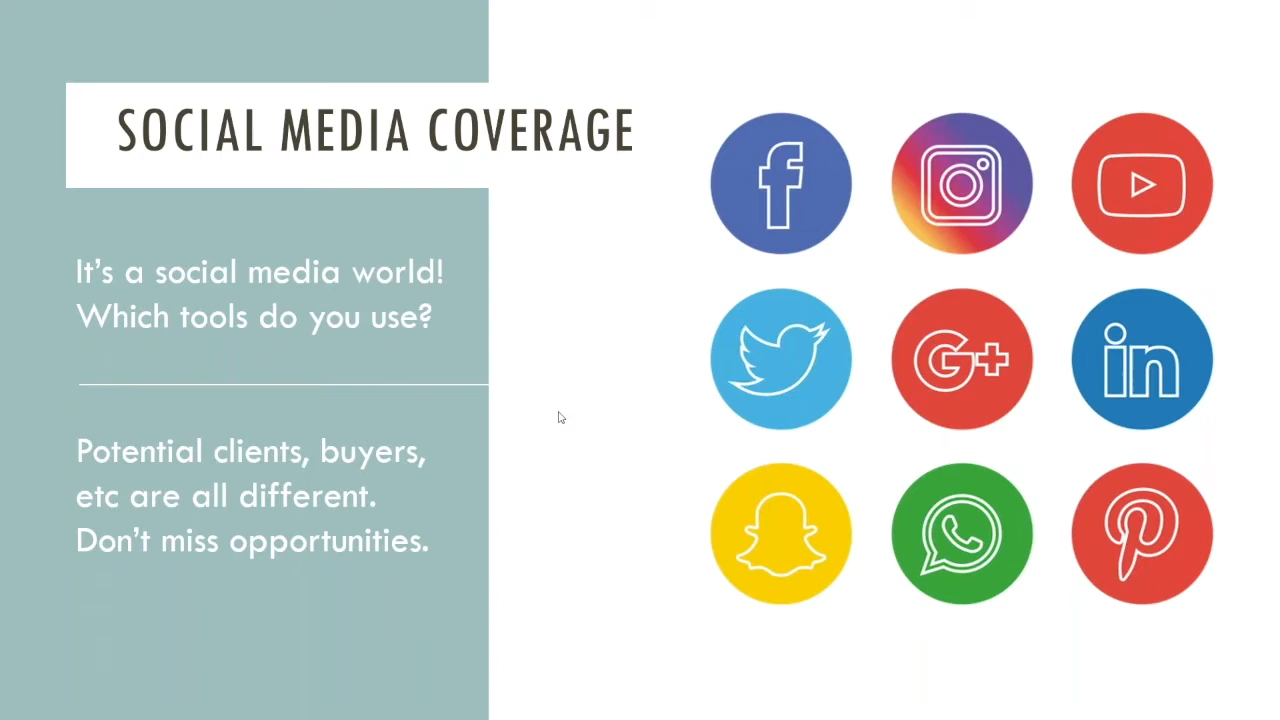 SOCIAL MEDIA COVERAGE
It's a social media world!
Which tools do you use?
Potential clients, buyers,
etc are all different.
Don't miss opportunities.
f
G+
in